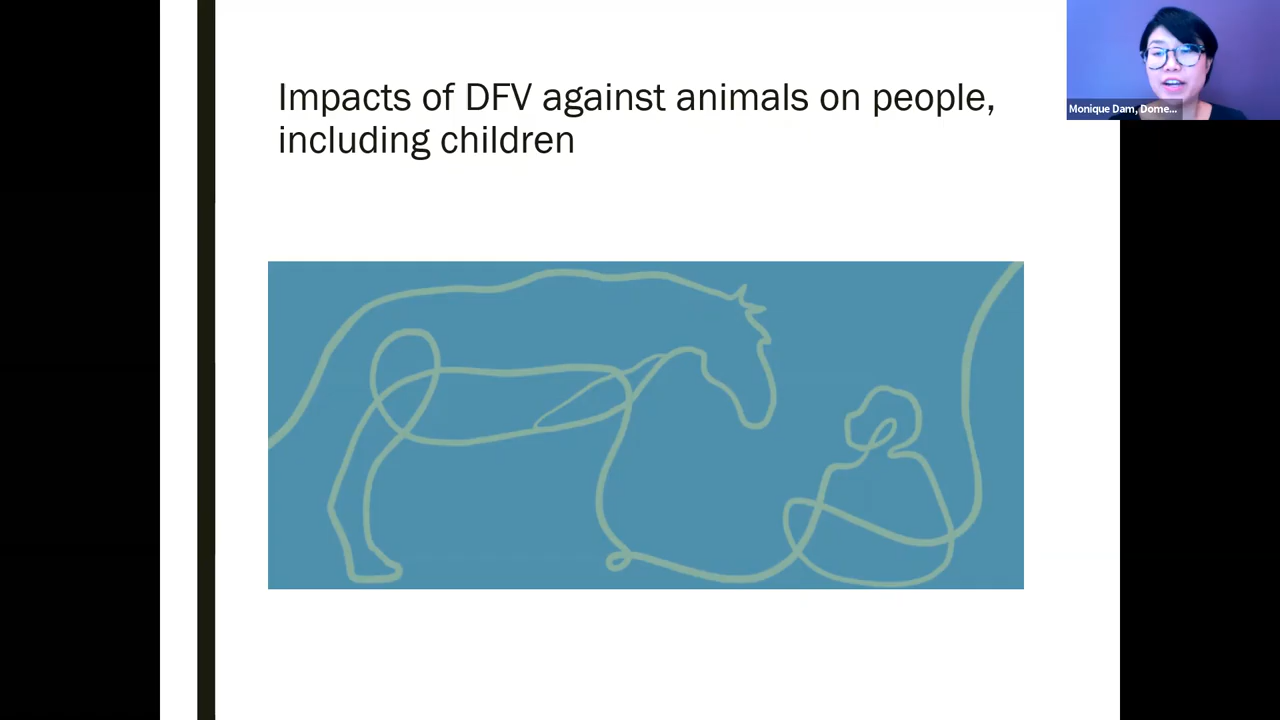 Impacts of DFV against animals on people,
including children
Monique Dam, Dome...